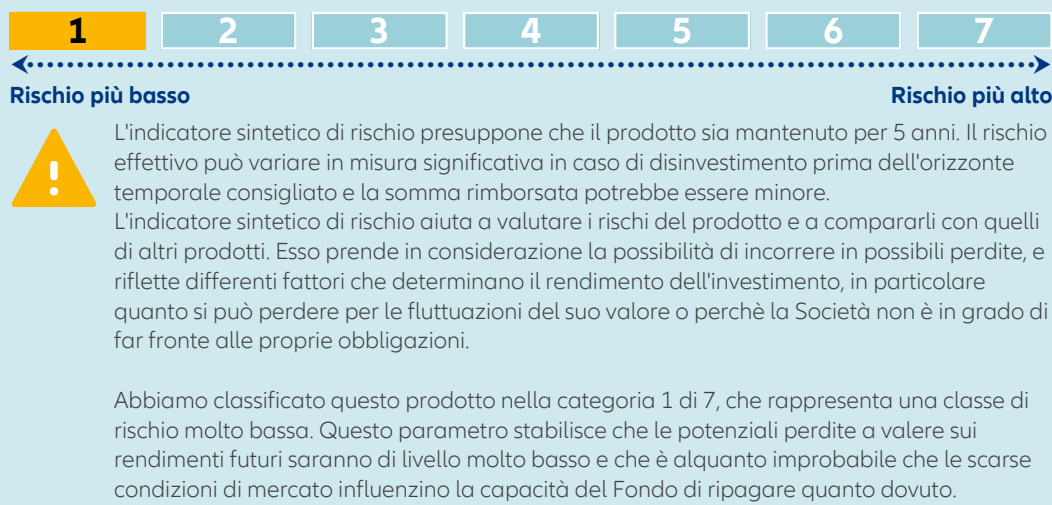 1 2 3 4 5 6 7
Rischio più basso Rischio più alto
L'indicatore sintetico di rischio presuppone che il prodotto sia mantenuto per 5 anni. Il rischio
effettivo può variare in misura significativa in caso di disinvestimento prima dell'orizzonte
temporale consigliato e la somma rimborsata potrebbe essere minore.
L'indicatore sintetico di rischio aiuta a valutare i rischi del prodotto e a compararli con quelli
di altri prodotti. Esso prende in considerazione la possibilità di incorrere in possibili perdite, e
riflette differenti fattori che determinano il rendimento dell'investimento, in particolare
quanto si può perdere per le fluttuazioni del suo valore o perchè la Società non è in grado di
far fronte alle proprie obbligazioni.
Abbiamo classificato questo prodotto nella categoria 1 di 7, che rappresenta una classe di
rischio molto bassa. Questo parametro stabilisce che le potenziali perdite a valere sui
rendimenti futuri saranno di livello molto basso e che è alquanto improbabile che le scarse
condizioni di mercato influenzino la capacità del Fondo di ripagare quanto dovuto.